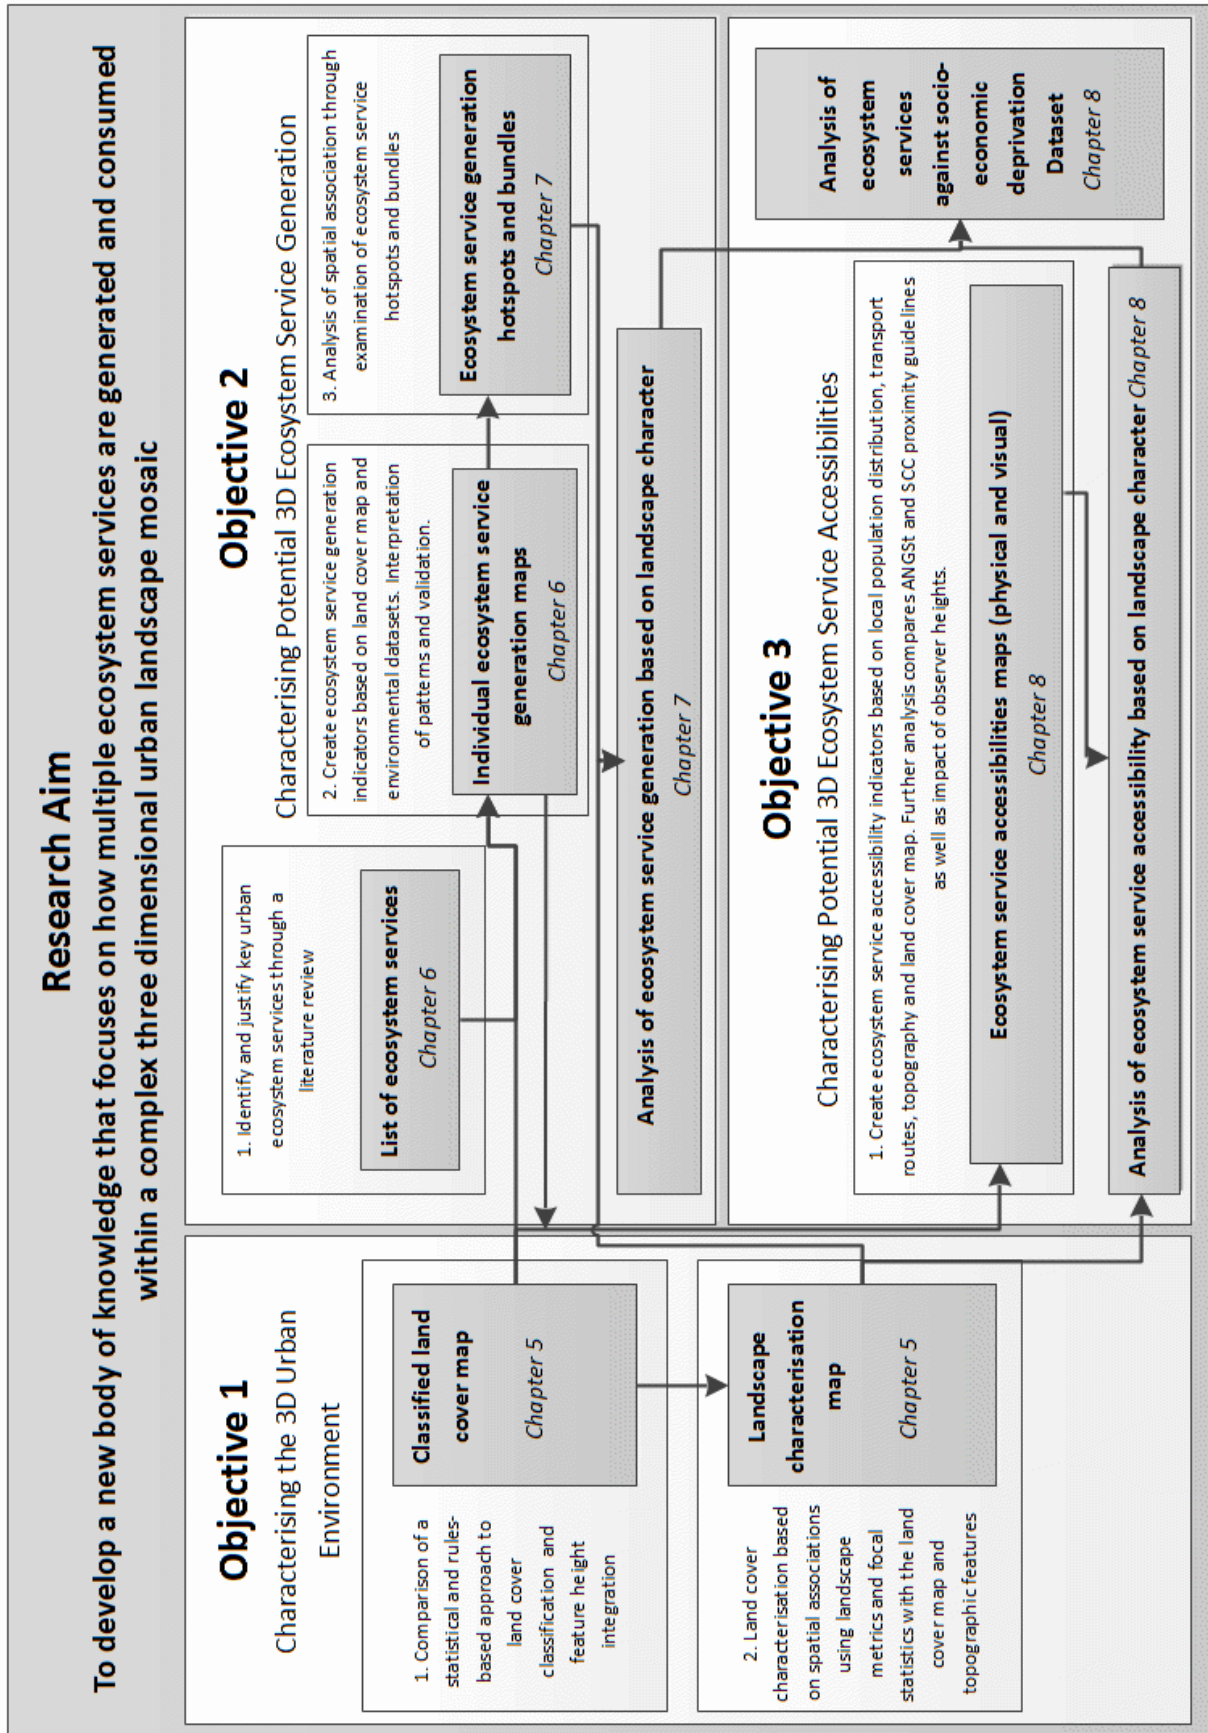 Research Aim
To develop a new body of knowledge that focuses on how multiple ecosystem services are generated and consumed
within a complex three dimensional urban landscape mosaic
Objective 1
Characterising the 3D Urban
Environment
1. Comparison of a
statistical and rules-
based approach to
land cover
classification and
feature height
integration
Classified land
cover map
Chapter 5
2. Land cover
characterisation based
on spatial associations
using landscape
metrics and focal
statistics with the land
cover map and
topographic features
Landscape
characterisation
map
Chapter 5
Objective 2
Characterising Potential 3D Ecosystem Service Generation
1. Identify and justify key urban
ecosystem services through a
literature review
List of ecosystem services
Chapter 6
2. Create ecosystem service generation
indicators based on land cover map and
environmental datasets. Interpretation
of patterns and validation.
Individual ecosystem service
generation maps
Chapter 6
3. Analysis of spatial association through
examination of ecosystem service
hotspots and bundles
Ecosystem service generation
hotspots and bundles
Chapter 7
Analysis of ecosystem service generation based on landscape character
Chapter 7
Objective 3
Characterising Potential 3D Ecosystem Service Accessibilities
1. Create ecosystem service accessibility indicators based on local population distribution, transport
routes, topography and land cover map. Further analysis compares ANGSt and SCC proximity guidelines
as well as impact of observer heights.
Ecosystem service accessibilities maps (physical and visual)
Chapter 8
Analysis of ecosystem service accessibility based on landscape character Chapter 8
Analysis of
ecosystem
services
against socio-
economic
deprivation
Dataset
Chapter 8